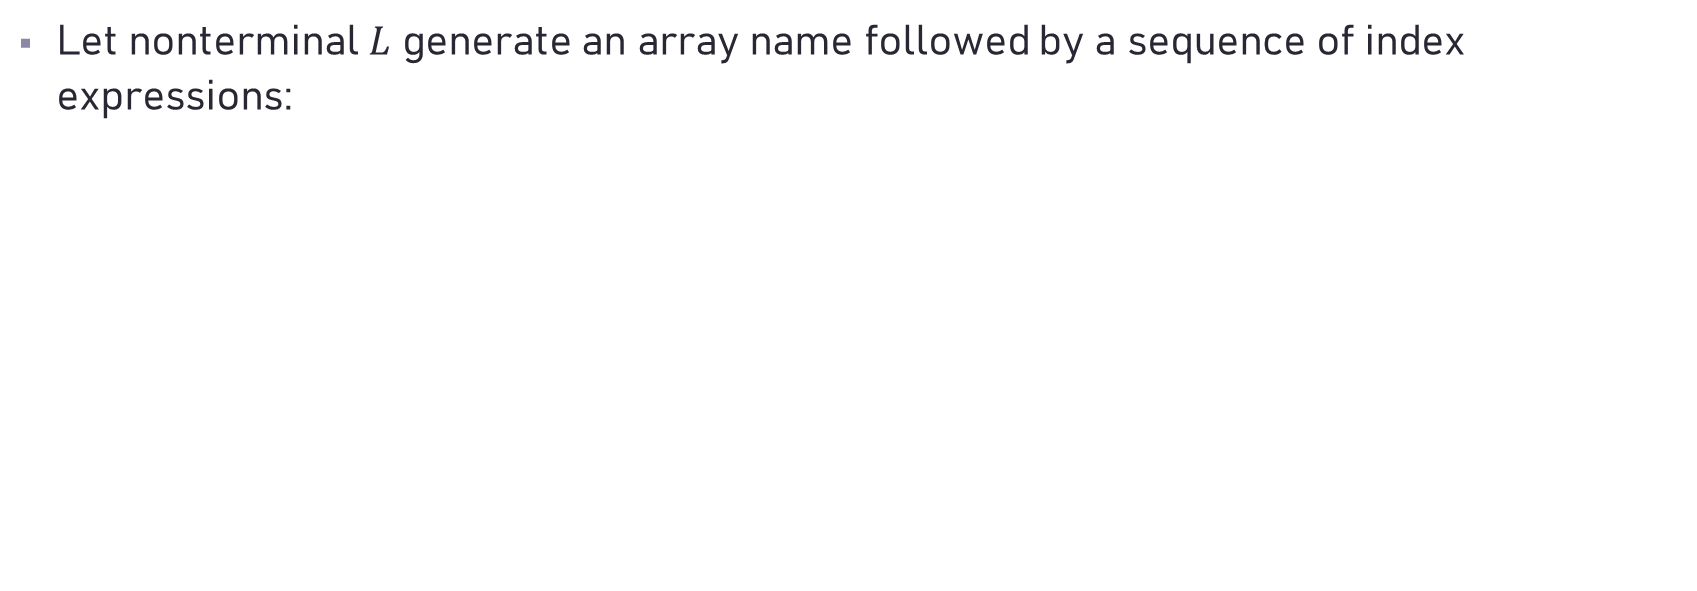 ▪ Let nonterminal L generate an array name followed by a sequence of index
expressions: